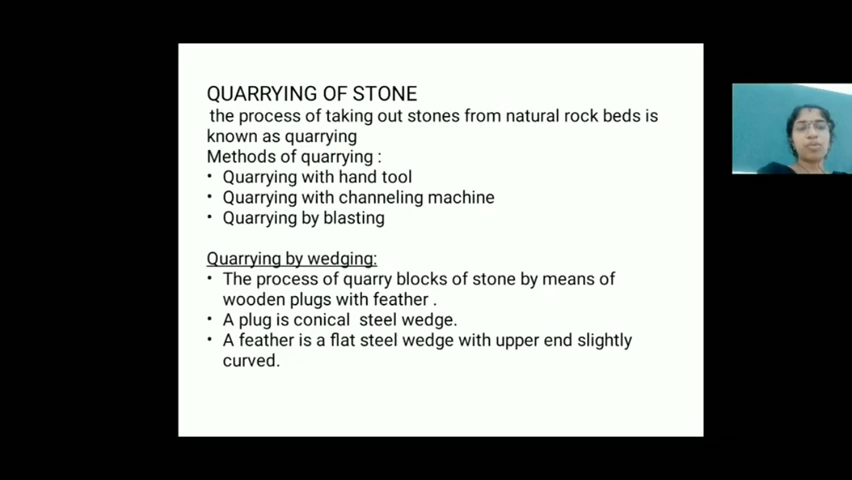 QUARRYING OF STONE
the process of taking out stones from natural rock beds is
known as quarrying
Methods of quarrying :
• Quarrying with hand tool
• Quarrying with channeling machine
• Quarrying by blasting
Quarrying by wedging:
• The process of quarry blocks of stone by means of
wooden plugs with feather .
• A plug is conical steel wedge.
• A feather is a flat steel wedge with upper end slightly
curved.